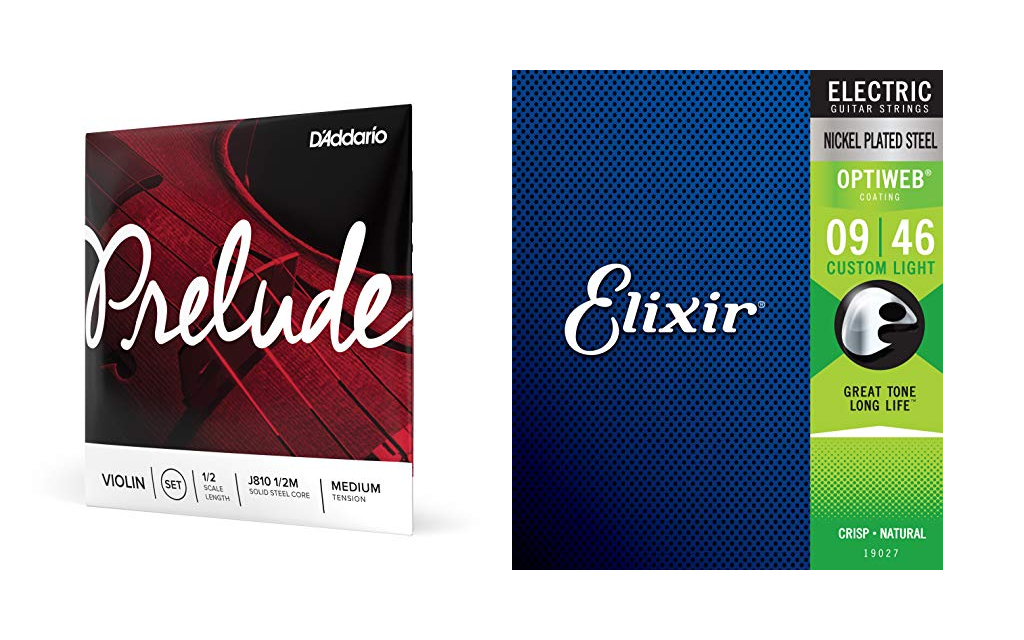 D'Addario
Prelude
VIOLIN
SET
1/2
SCALE
LENGTH
J810 1/2M
SOLID STEEL CORE
MEDIUM
TENSION
Elixir®
ELECTRIC
GUITAR STRINGS
NICKEL PLATED STEEL
OPTIWEB®
COATING
09 | 46
CUSTOM LIGHT
GREAT TONE
LONG LIFE™
CRISP • NATURAL
19027